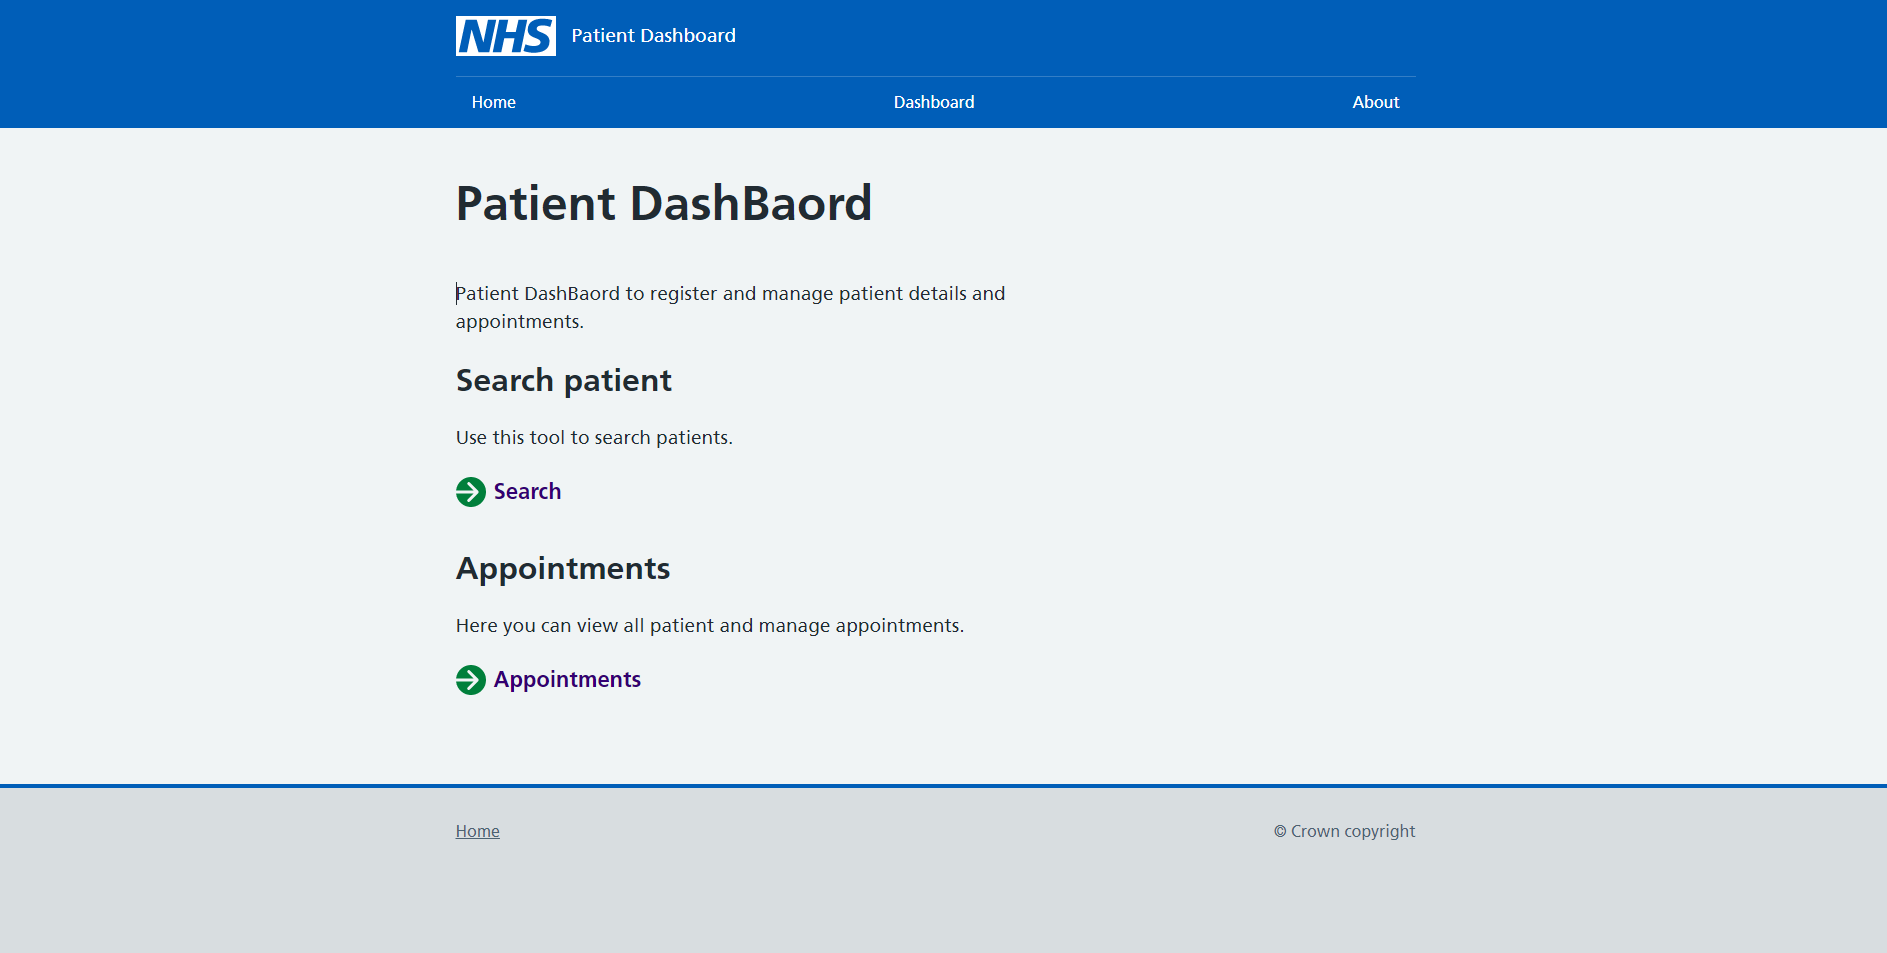 NHS Patient Dashboard
Home Dashboard About
Patient DashBaord
Patient DashBaord to register and manage patient details and
appointments.
Search patient
Use this tool to search patients.
Search
Appointments
Here you can view all patient and manage appointments.
Appointments
Home © Crown copyright